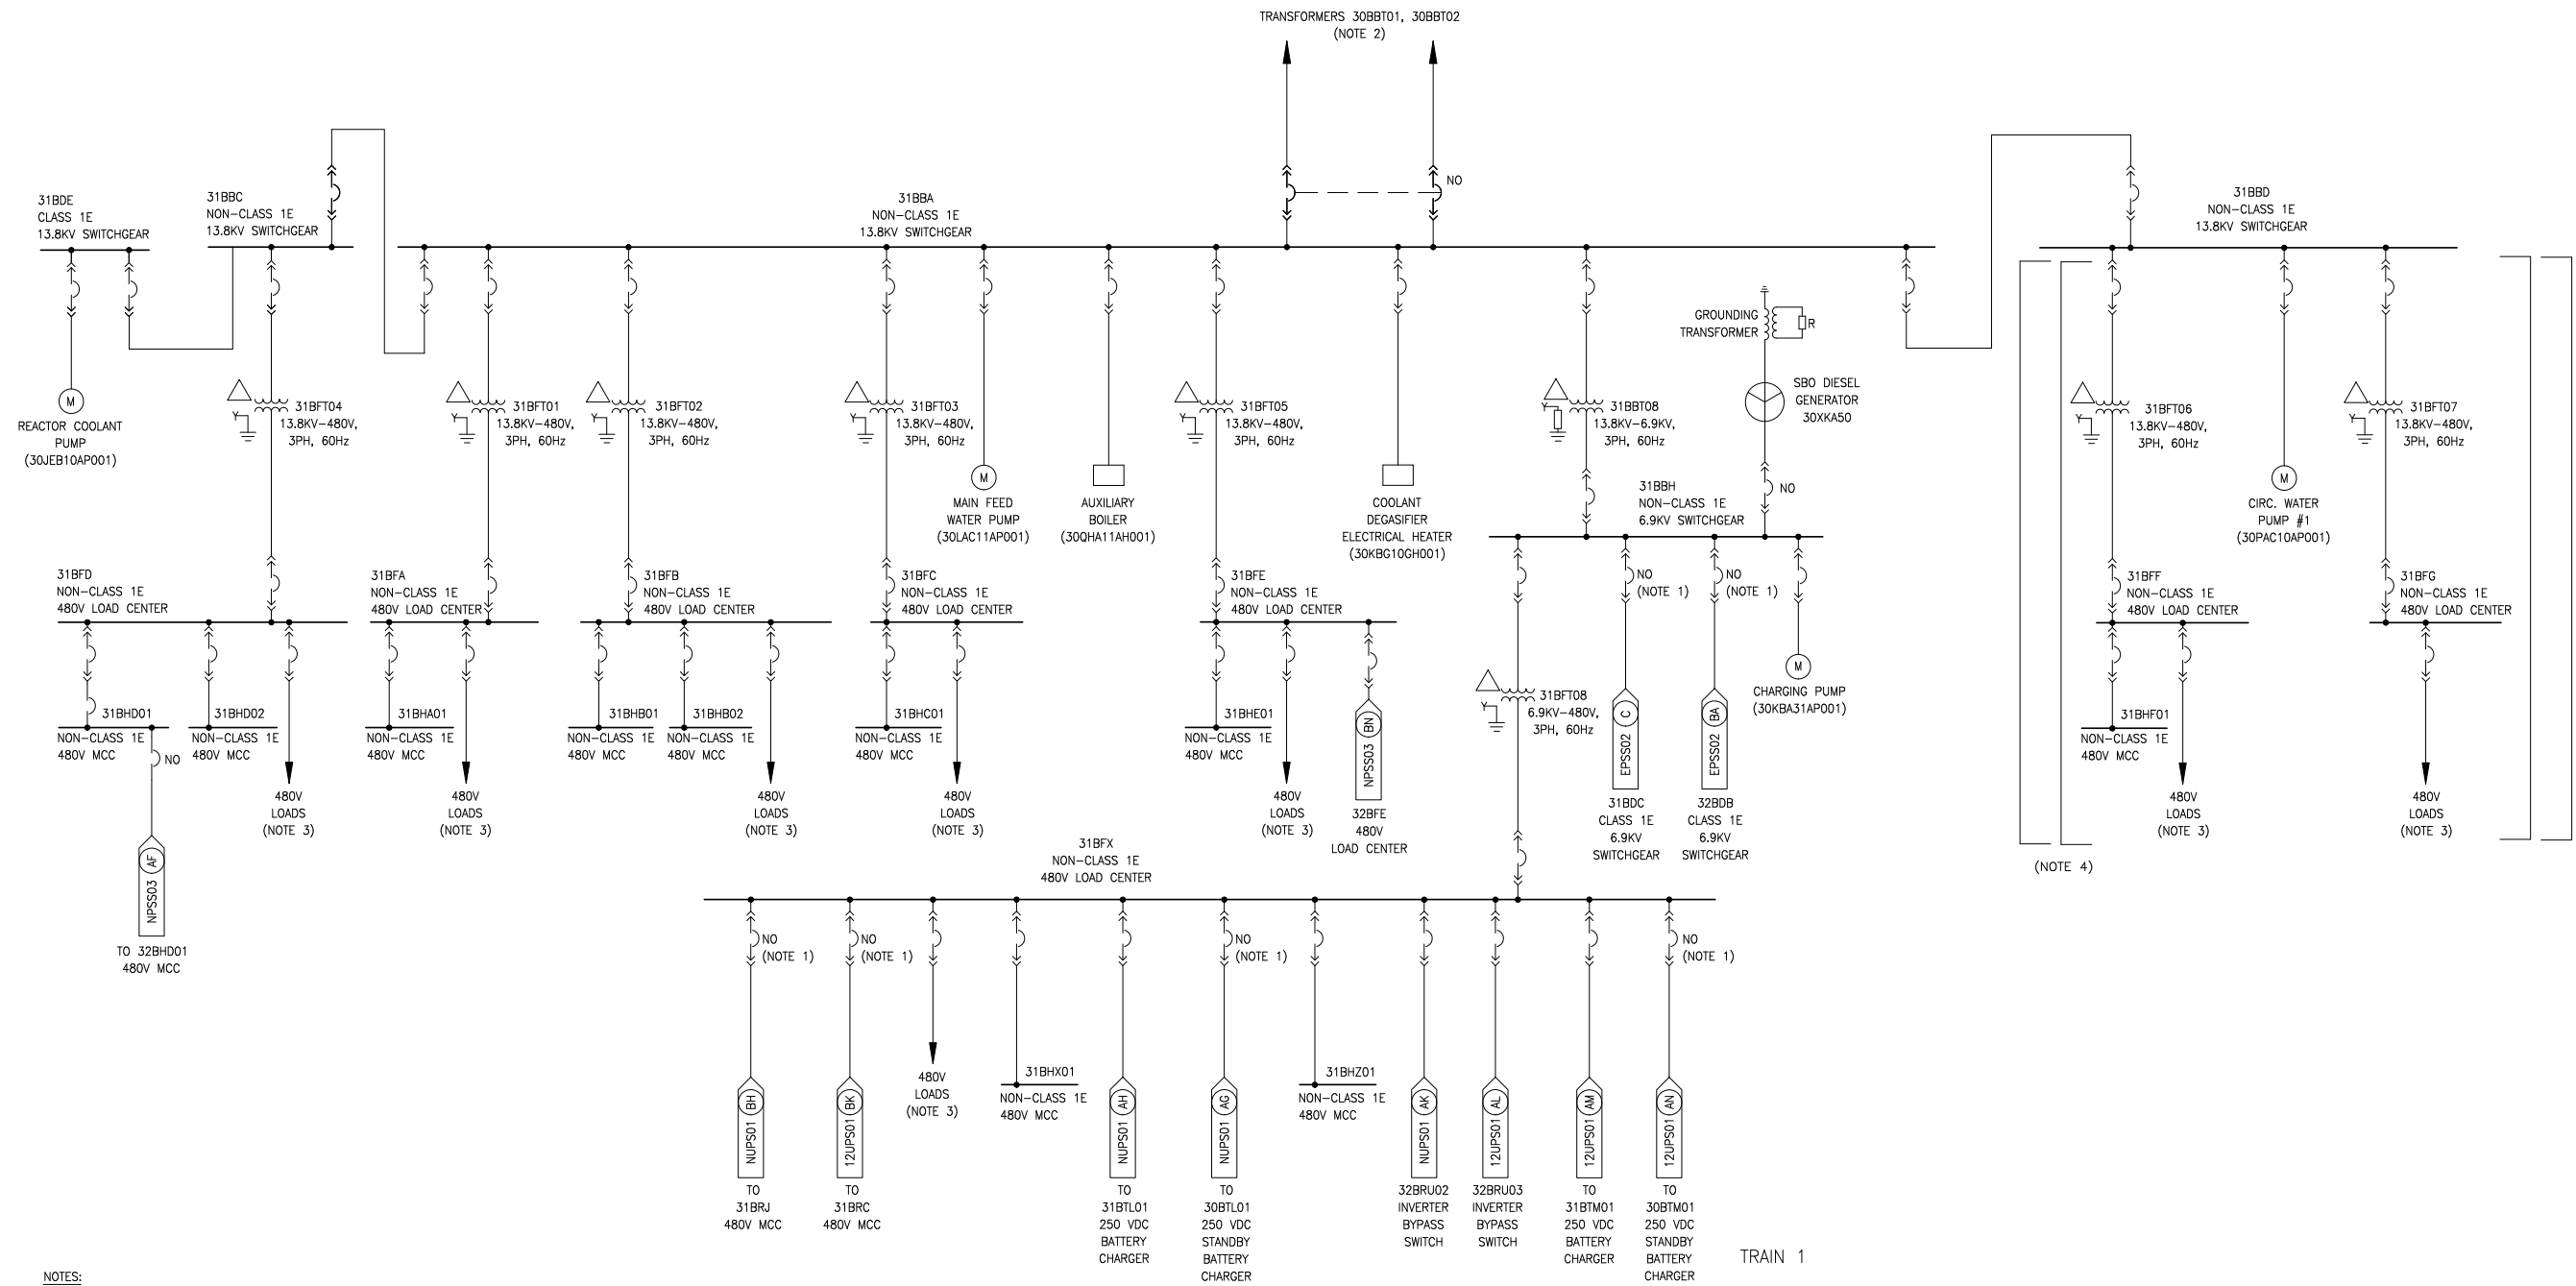 TRANSFORMERS 30BBT01, 30BBT02
(NOTE 2)
NO
31BDE
CLASS 1E
13.8KV SWITCHGEAR
31BBC
NON-CLASS 1E
13.8KV SWITCHGEAR
31BBA
NON-CLASS 1E
13.8KV SWITCHGEAR
31BBD
NON-CLASS 1E
13.8KV SWITCHGEAR
M
REACTOR COOLANT
PUMP
(30JEB10AP001)
Y
31BFT04
13.8KV-480V,
3PH, 60Hz
Y
31BFT01
13.8KV-480V,
3PH, 60Hz
Y
31BFT02
13.8KV-480V,
3PH, 60Hz
Y
31BFT03
13.8KV-480V,
3PH, 60Hz
M
MAIN FEED
WATER PUMP
(30LAC11AP001)
AUXILIARY
BOILER
(30QHA11AH001)
Y
31BFT05
13.8KV-480V,
3PH, 60Hz
COOLANT
DEGASIFIER
ELECTRICAL HEATER
(30KBG10GH001)
Y
31BBT08
13.8KV-6.9KV,
3PH, 60Hz
GROUNDING
TRANSFORMER
R
SBO DIESEL
GENERATOR
30XKA50
NO
31BBH
NON-CLASS 1E
6.9KV SWITCHGEAR
Y
31BFT06
13.8KV-480V,
3PH, 60Hz
M
CIRC. WATER
PUMP #1
(30PAC10AP001)
Y
31BFT07
13.8KV-480V,
3PH, 60Hz
31BFD
NON-CLASS 1E
480V LOAD CENTER
31BFA
NON-CLASS 1E
480V LOAD CENTER
31BFB
NON-CLASS 1E
480V LOAD CENTER
31BFC
NON-CLASS 1E
480V LOAD CENTER
31BFE
NON-CLASS 1E
480V LOAD CENTER
NO
(NOTE 1)
NO
(NOTE 1)
31BFF
NON-CLASS 1E
480V LOAD CENTER
31BFG
NON-CLASS 1E
480V LOAD CENTER
31BHD01
NON-CLASS 1E
480V MCC
NO
AF
NPSS03
TO 32BHD01
480V MCC
31BHD02
NON-CLASS 1E
480V MCC
480V
LOADS
(NOTE 3)
31BHA01
NON-CLASS 1E
480V MCC
480V
LOADS
(NOTE 3)
31BHB01
NON-CLASS 1E
480V MCC
31BHB02
NON-CLASS 1E
480V MCC
480V
LOADS
(NOTE 3)
31BHC01
NON-CLASS 1E
480V MCC
480V
LOADS
(NOTE 3)
31BHE01
NON-CLASS 1E
480V MCC
480V
LOADS
(NOTE 3)
BN
NPSS03
32BFE
480V
LOAD CENTER
Y
31BFT08
6.9KV-480V,
3PH, 60Hz
C
EPSS02
31BDC
CLASS 1E
6.9KV
SWITCHGEAR
BA
EPSS02
32BDB
CLASS 1E
6.9KV
SWITCHGEAR
M
CHARGING PUMP
(30KBA31AP001)
31BHF01
NON-CLASS 1E
480V MCC
480V
LOADS
(NOTE 3)
480V
LOADS
(NOTE 3)
(NOTE 4)
31BFX
NON-CLASS 1E
480V LOAD CENTER
NO
(NOTE 1)
NO
(NOTE 1)
NO
(NOTE 1)
NO
(NOTE 1)
BH
NUPS01
TO
31BRJ
480V MCC
BK
12UPS01
TO
31BRC
480V MCC
480V
LOADS
(NOTE 3)
31BHX01
NON-CLASS 1E
480V MCC
AH
NUPS01
TO
31BTL01
250 VDC
BATTERY
CHARGER
AG
NUPS01
TO
30BTL01
250 VDC
STANDBY
BATTERY
CHARGER
31BHZ01
NON-CLASS 1E
480V MCC
AK
NUPS01
32BRU02
INVERTER
BYPASS
SWITCH
AL
12UPS01
32BRU03
INVERTER
BYPASS
SWITCH
AM
12UPS01
TO
31BTM01
250 VDC
BATTERY
CHARGER
AN
12UPS01
TO
30BTM01
250 VDC
STANDBY
BATTERY
CHARGER
TRAIN 1
NOTES: